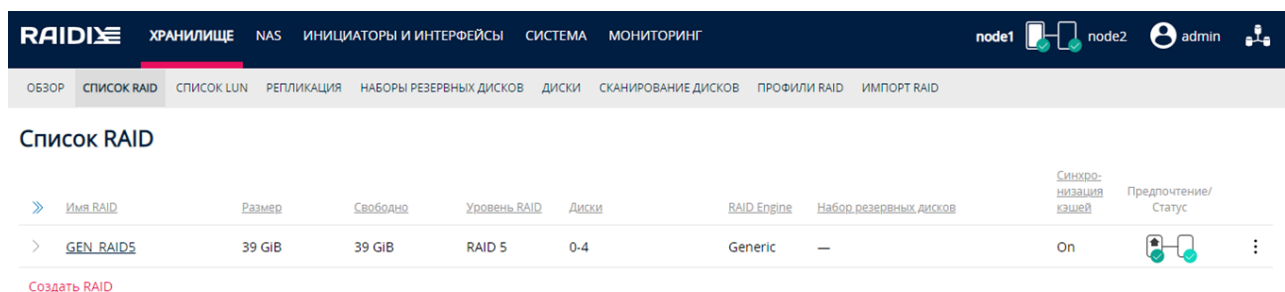 RAIDIX ХРАНИЛИЩЕ NAS ИНИЦИАТОРЫ И ИНТЕРФЕЙСЫ СИСТЕМА МОНИТОРИНГ node1 node2 admin
ОБЗОР СПИСОК RAID СПИСОК LUN РЕПЛИКАЦИЯ НАБОРЫ РЕЗЕРВНЫХ ДИСКОВ ДИСКИ СКАНИРОВАНИЕ ДИСКОВ ПРОФИЛИ RAID ИМПОРТ RAID
Список RAID
Имя RAID Размер Свободно Уровень RAID Диски RAID Engine Набор резервных дисков Синхро-
низация
кэшей Предпочтение/
Статус
GEN_RAID5 39 GiB 39 GiB RAID 5 0-4 Generic — On
Создать RAID